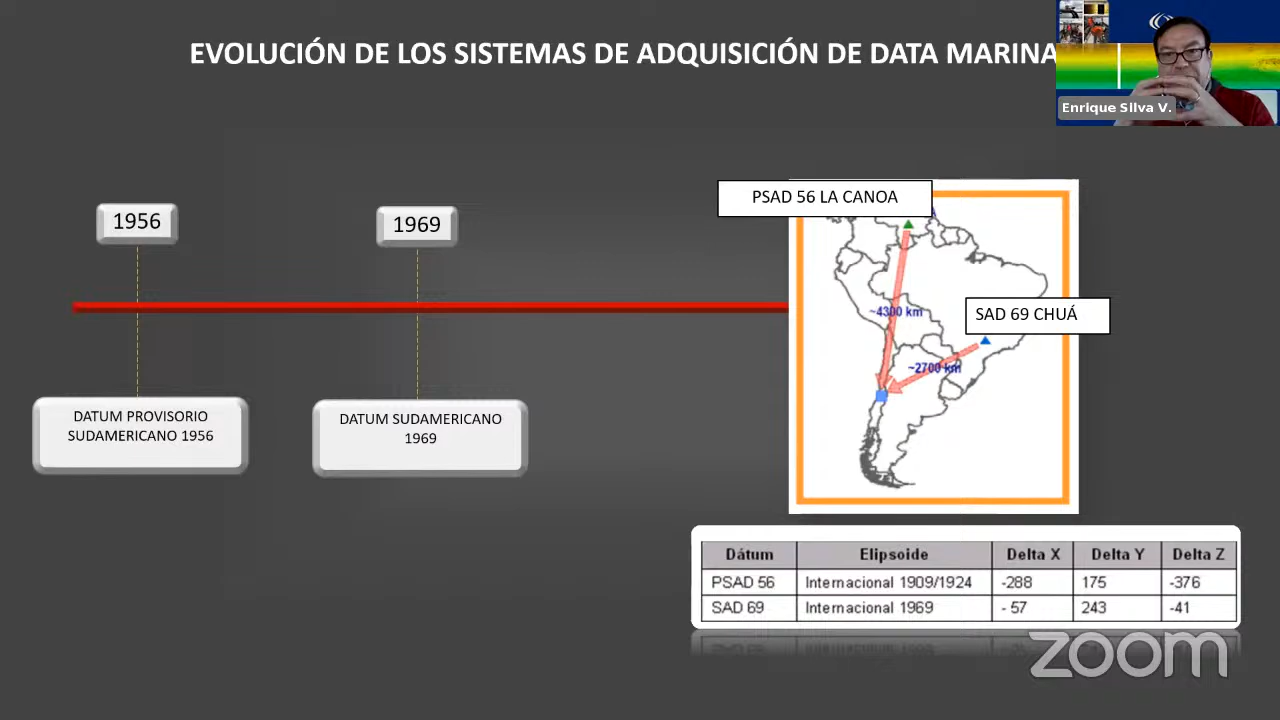 EVOLUCIÓN DE LOS SISTEMAS DE ADQUISICIÓN DE DATA MARINA
Enrique Silva V.
1956
1969
DATUM PROVISORIO
SUDAMERICANO 1956
DATUM SUDAMERICANO
1969
PSAD 56 LA CANOA
~4300 km
SAD 69 CHUÁ
~2700 km
Dátum Elipsoide Delta X Delta Y Delta Z
PSAD 56 Internacional 1909/1924 -288 175 -376
SAD 69 Internacional 1969 - 57 243 -41
zoom